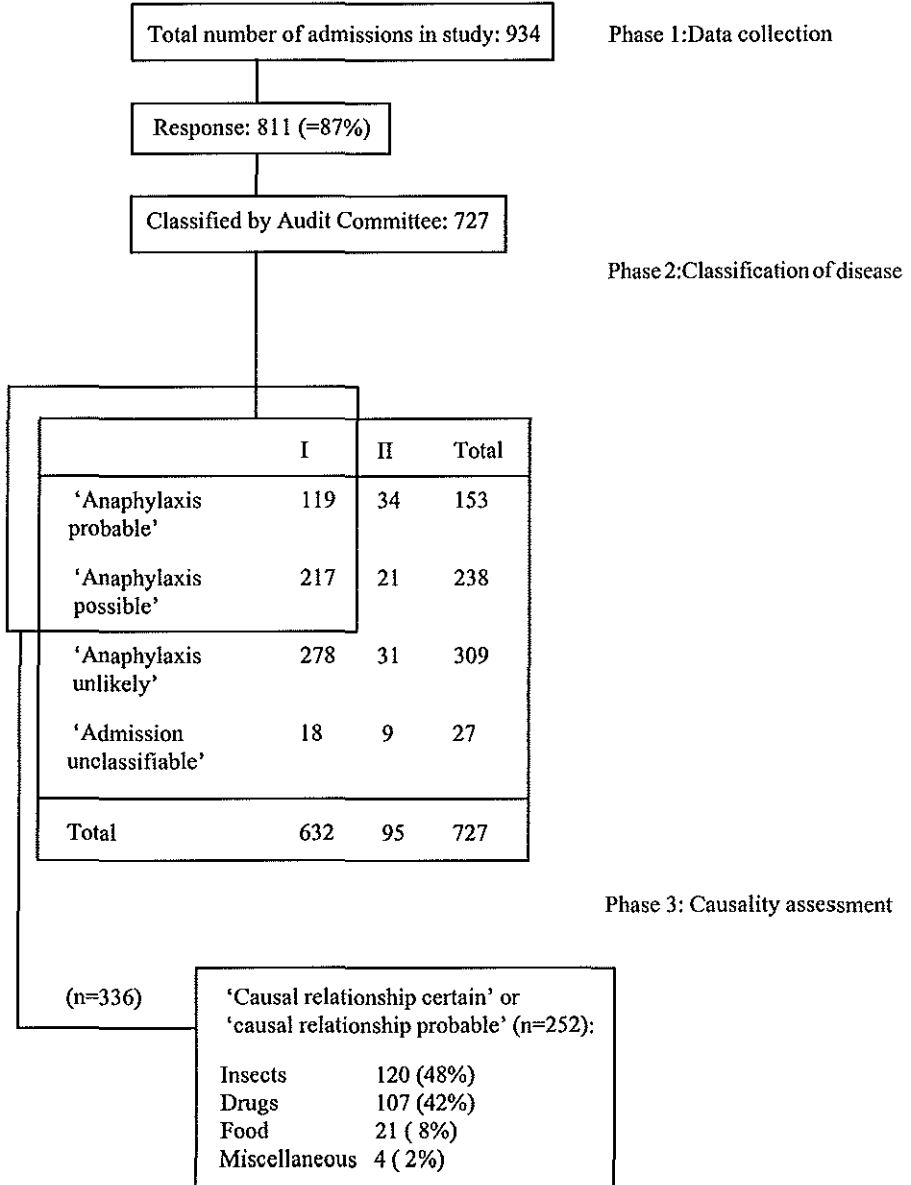 Total number of admissions in study: 934
Phase 1:Data collection
Response: 811 (=87%)
Classified by Audit Committee: 727
Phase 2:Classification of disease
I II Total
‘Anaphylaxis 119 34 153
probable’
‘Anaphylaxis 217 21 238
possible’
‘Anaphylaxis 278 31 309
unlikely’
‘Admission 18 9 27
unclassifiable’
Total 632 95 727
Phase 3: Causality assessment
(n=336)
‘Causal relationship certain’ or
‘causal relationship probable’ (n=252):
Insects 120 (48%)
Drugs 107 (42%)
Food 21 ( 8%)
Miscellaneous 4 ( 2%)